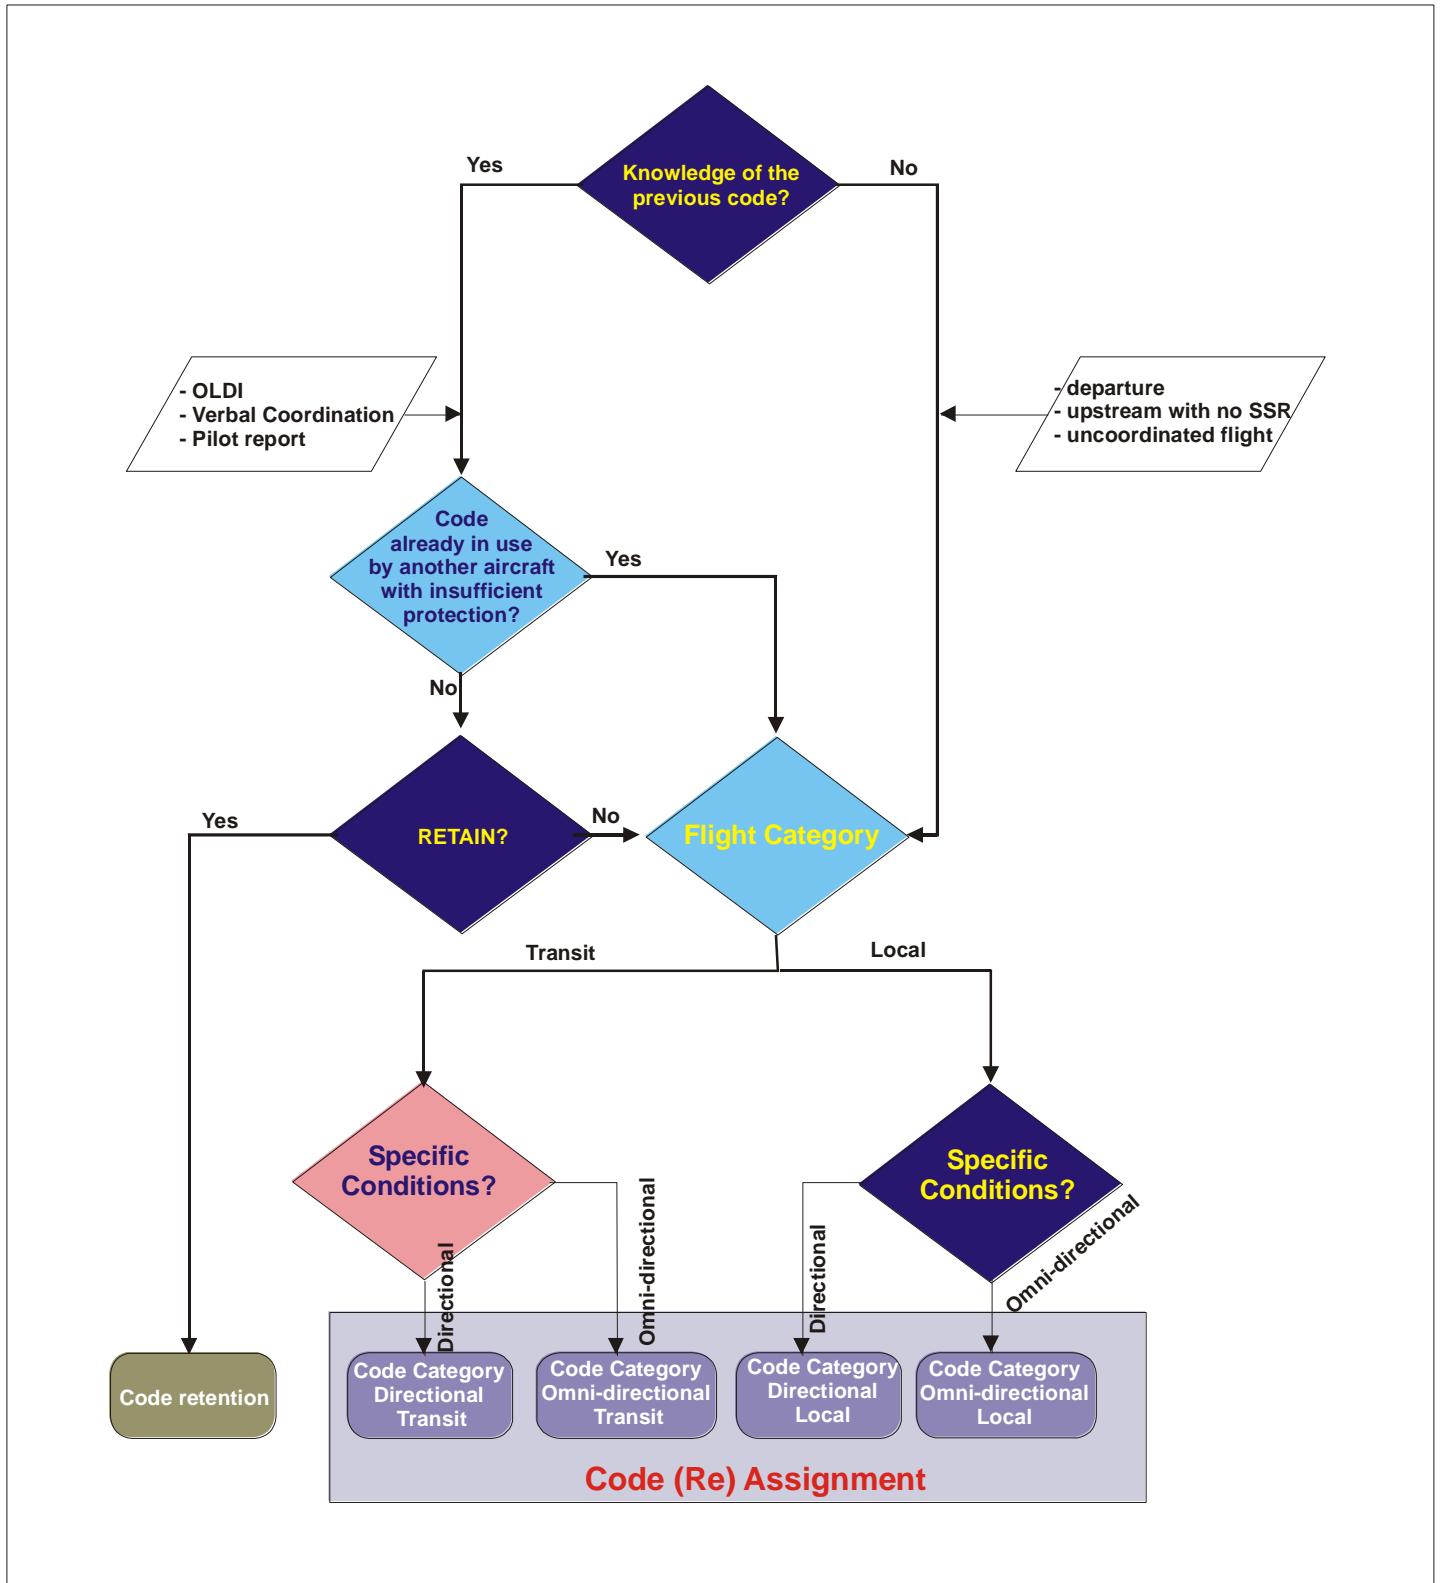 Yes
No
Knowledge of the
previous code?
- OLDI
- Verbal Coordination
- Pilot report
- departure
- upstream with no SSR
- uncoordinated flight
Code
already in use
by another aircraft
with insufficient
protection?
Yes
No
Yes
RETAIN?
No
Flight Category
Transit
Local
Specific
Conditions?
Specific
Conditions?
Directional
Omni-directional
Directional
Omni-directional
Code retention
Code Category
Directional
Transit
Code Category
Omni-directional
Transit
Code Category
Directional
Local
Code Category
Omni-directional
Local
Code (Re) Assignment